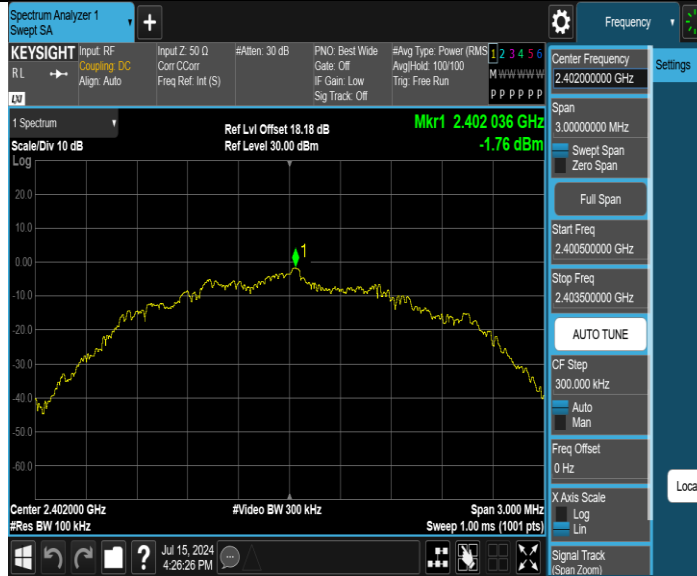 Spectrum Analyzer 1
Swept SA
Frequency
KEYSIGHT
RL
LXI
Input: RF
Coupling: DC
Align: Auto
Input Z: 50 Ω
Corr CCorr
Freq Ref: Int (S)
#Atten: 30 dB
PNO: Best Wide
Gate: Off
IF Gain: Low
Sig Track: Off
#Avg Type: Power (RMS
Avg|Hold: 100/100
Trig: Free Run
1 2 3 4 5 6
M W W W W W
P P P P P P
1 Spectrum
Scale/Div 10 dB
Ref Lvl Offset 18.18 dB
Ref Level 30.00 dBm
Mkr1 2.402 036 GHz
-1.76 dBm
Log
20.0
10.0
0.00
-10.0
-20.0
-30.0
-40.0
-50.0
-60.0
1
Center 2.402000 GHz
#Res BW 100 kHz
#Video BW 300 kHz
Span 3.000 MHz
Sweep 1.00 ms (1001 pts)
Jul 15, 2024
4:26:26 PM
Center Frequency
2.402000000 GHz
Span
3.00000000 MHz
Swept Span
Zero Span
Full Span
Start Freq
2.400500000 GHz
Stop Freq
2.403500000 GHz
AUTO TUNE
CF Step
300.000 kHz
Auto
Man
Freq Offset
0 Hz
X Axis Scale
Log
Lin
Signal Track
(Span Zoom)
Settings
Loca